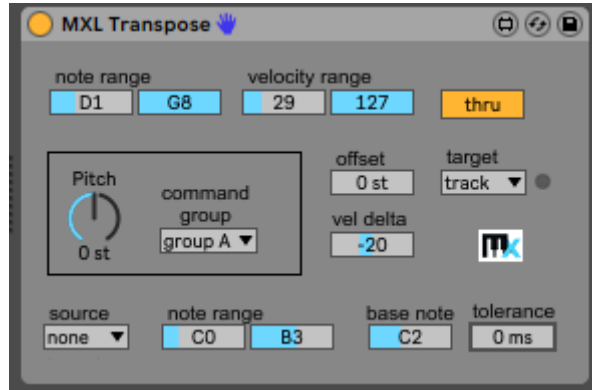 MXL Transpose
note range velocity range
D1 G8 29 127 thru
offset target
Pitch 0 st track
command
group vel delta
0 st group A -20 mx
source note range base note tolerance
none C0 B3 C2 0 ms